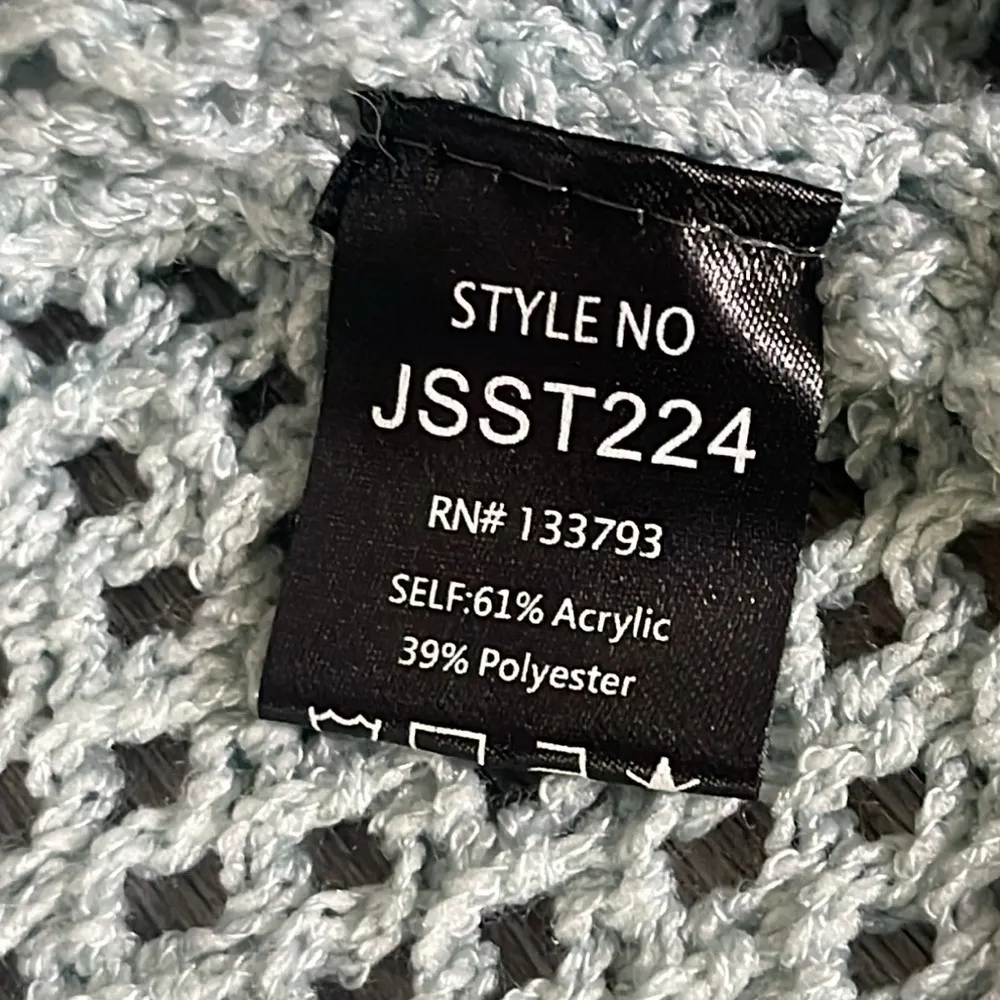 STYLE NO
JSST224
RN# 133793
SELF:61% Acrylic
39% Polyester